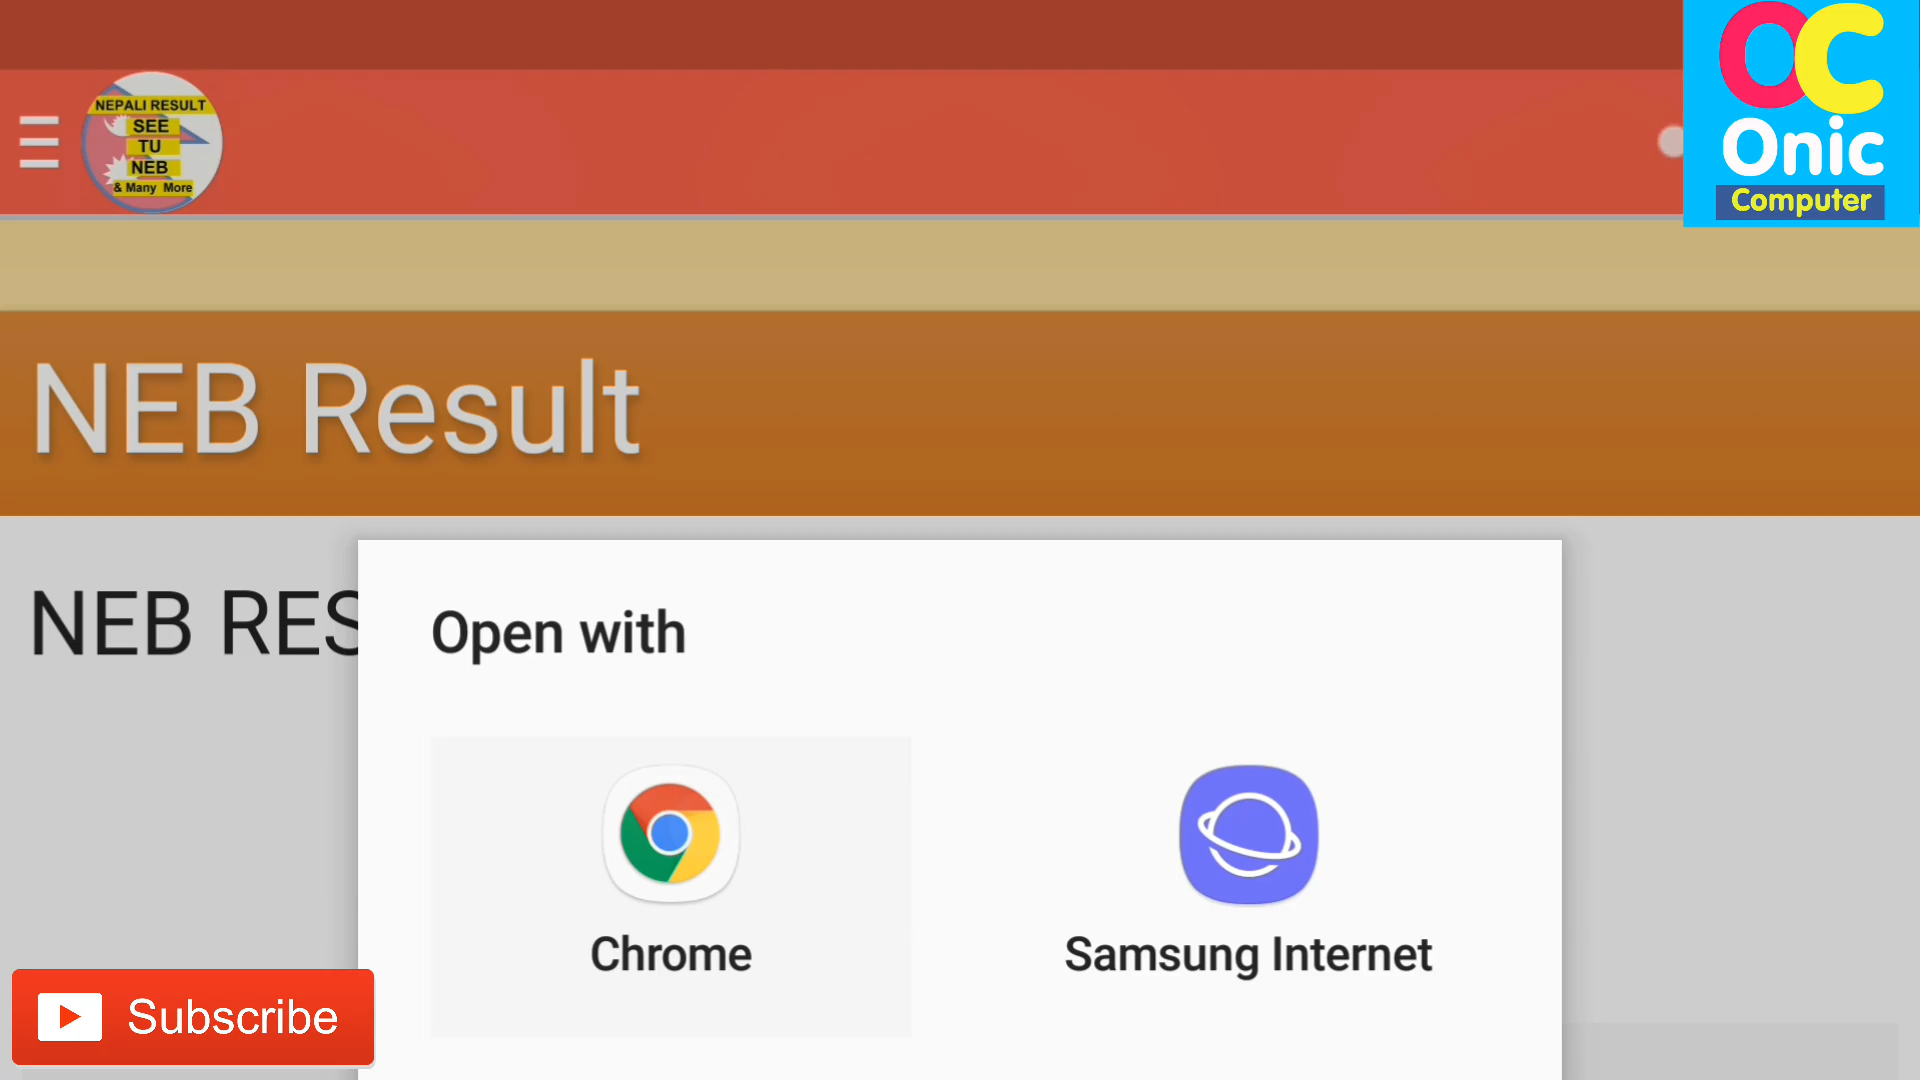 NEPALI RESULT
SEE
TU
NEB
& Many More
OC
Onic
Computer
NEB Result
NEB RES
Open with
Chrome
Samsung Internet
Subscribe